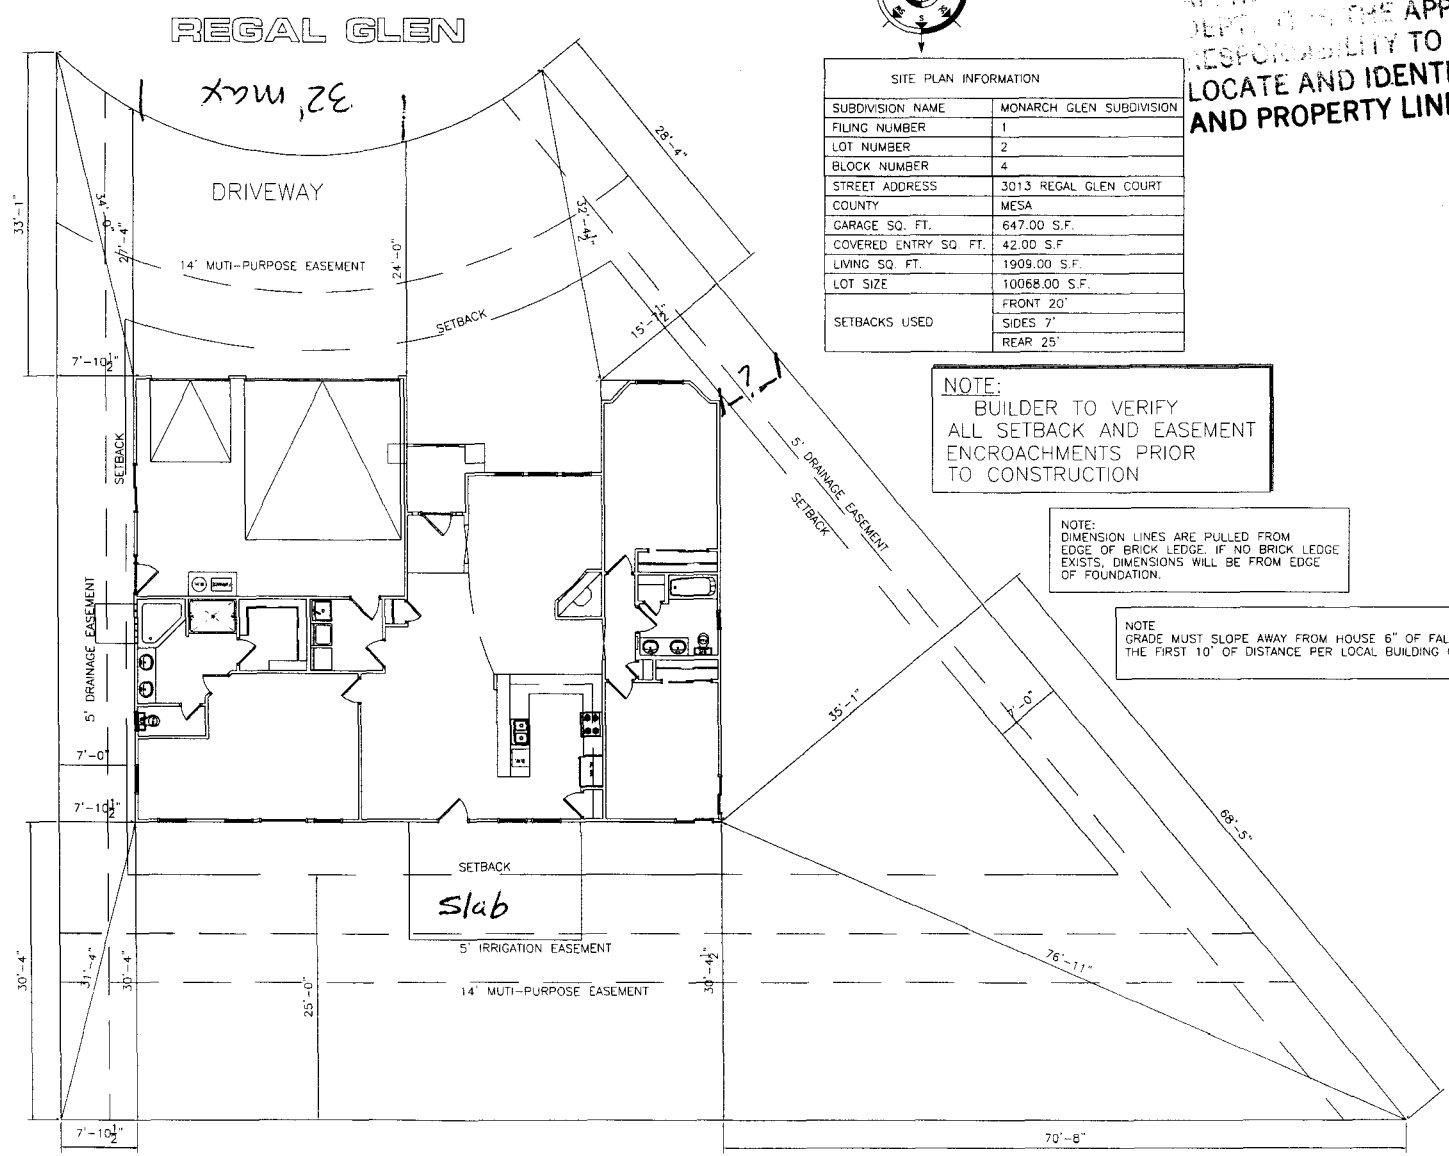 REGAL GLEN
32' max
DRIVEWAY
14' MUTI-PURPOSE EASEMENT
SETBACK
33'-1"
34'-0"
27'-4"
24'-0"
32'-4½"
28'-4"
15'-7½"
7'-10½"
SETBACK
5' DRAINAGE EASEMENT
7'-0"
7'-10½"
?
5' DRAINAGE EASEMENT
SETBACK
35'-1"
7'-0"
68'-5"
SETBACK
Slab
5' IRRIGATION EASEMENT
14' MUTI-PURPOSE EASEMENT
30'-4"
31'-4"
30'-4"
25'-0"
30'-4½"
76'-11"
7'-10½"
70'-8"
S
THE APP
RESPONSIBILITY TO
LOCATE AND IDENTI
AND PROPERTY LIN
SITE PLAN INFORMATION
SUBDIVISION NAME MONARCH GLEN SUBDIVISION
FILING NUMBER 1
LOT NUMBER 2
BLOCK NUMBER 4
STREET ADDRESS 3013 REGAL GLEN COURT
COUNTY MESA
GARAGE SQ. FT. 647.00 S.F.
COVERED ENTRY SQ. FT. 42.00 S.F
LIVING SQ. FT. 1909.00 S.F.
LOT SIZE 10068.00 S.F.
SETBACKS USED FRONT 20'
SIDES 7'
REAR 25'
NOTE:
BUILDER TO VERIFY
ALL SETBACK AND EASEMENT
ENCROACHMENTS PRIOR
TO CONSTRUCTION
NOTE:
DIMENSION LINES ARE PULLED FROM
EDGE OF BRICK LEDGE. IF NO BRICK LEDGE
EXISTS, DIMENSIONS WILL BE FROM EDGE
OF FOUNDATION.
NOTE
GRADE MUST SLOPE AWAY FROM HOUSE 6" OF FAL
THE FIRST 10' OF DISTANCE PER LOCAL BUILDING